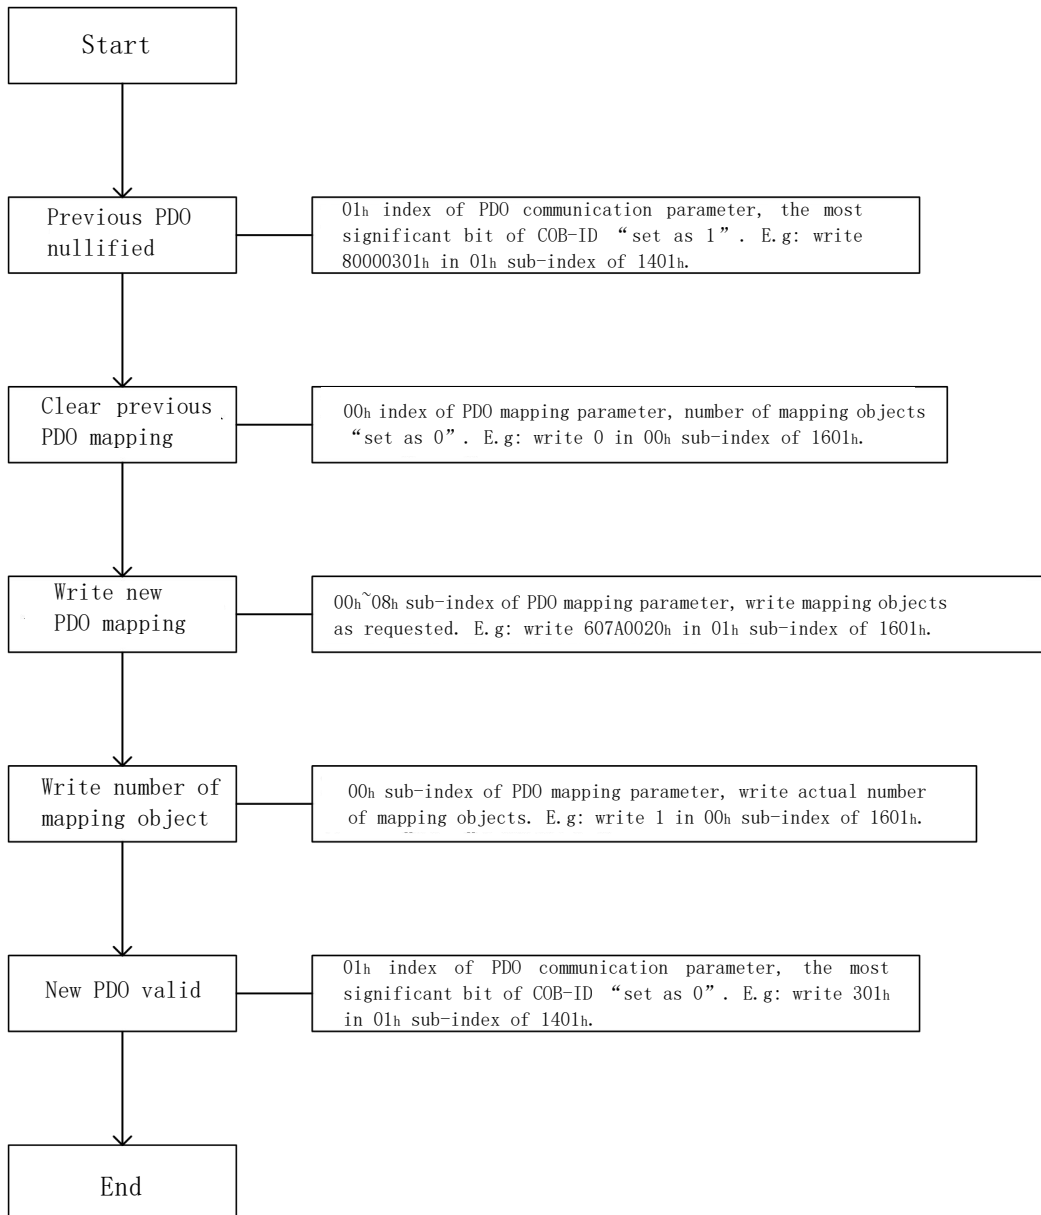 Start
Previous PDO
nullified
01h index of PDO communication parameter, the most
significant bit of COB-ID “set as 1”. E.g: write
80000301h in 01h sub-index of 1401h.
Clear previous
PDO mapping
00h index of PDO mapping parameter, number of mapping objects
“set as 0”. E.g: write 0 in 00h sub-index of 1601h.
Write new
PDO mapping
00h~08h sub-index of PDO mapping parameter, write mapping objects
as requested. E.g: write 607A0020h in 01h sub-index of 1601h.
Write number of
mapping object
00h sub-index of PDO mapping parameter, write actual number
of mapping objects. E.g: write 1 in 00h sub-index of 1601h.
New PDO valid
01h index of PDO communication parameter, the most
significant bit of COB-ID “set as 0”. E.g: write 301h
in 01h sub-index of 1401h.
End